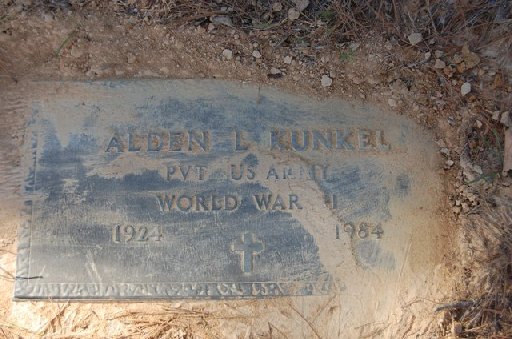 ALDEN L KUNKEL
PVT US ARMY
WORLD WAR II
1924 1984